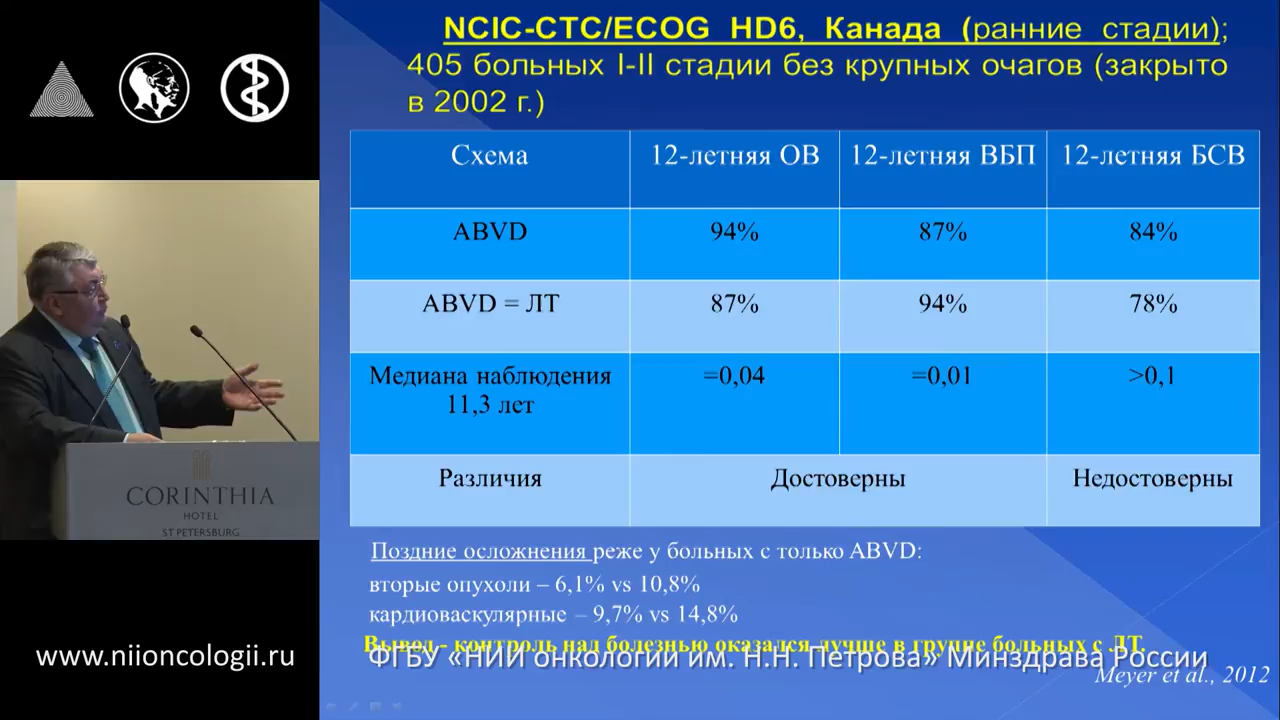 NCIC-CTC/ECOG HD6, Канада (ранние стадии);
405 больных I-II стадии без крупных очагов (закрыто
в 2002 г.)
Схема 12-летняя ОВ 12-летняя ВБП 12-летняя БСВ
ABVD 94% 87% 84%
ABVD = ЛТ 87% 94% 78%
Медиана наблюдения =0,04 =0,01 >0,1
11,3 лет
Различия Достоверны Недостоверны
Поздние осложнения реже у больных с только ABVD:
вторые опухоли – 6,1% vs 10,8%
кардиоваскулярные – 9,7% vs 14,8%
Вывод - контроль над болезнью оказался лучше в группе больных с ЛТ.
Meyer et al., 2012
CORINTHIA
HOTEL
ST PETERSBURG
www.niioncologii.ru
ФГБУ «НИИ онкологии им. Н.Н. Петрова» Минздрава России